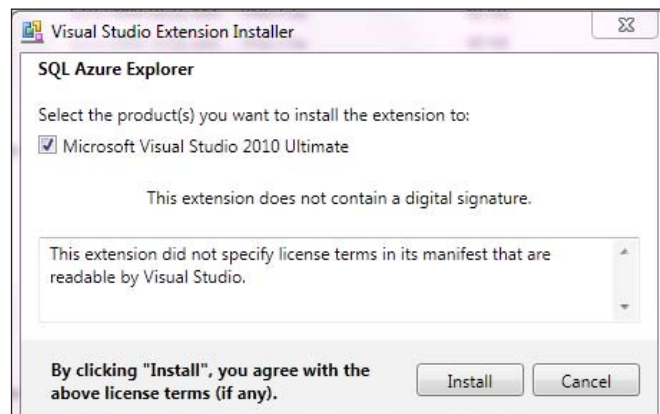 Visual Studio Extension Installer
SQL Azure Explorer
Select the product(s) you want to install the extension to:
Microsoft Visual Studio 2010 Ultimate
This extension does not contain a digital signature.
This extension did not specify license terms in its manifest that are
readable by Visual Studio.
By clicking "Install", you agree with the
above license terms (if any).
Install
Cancel